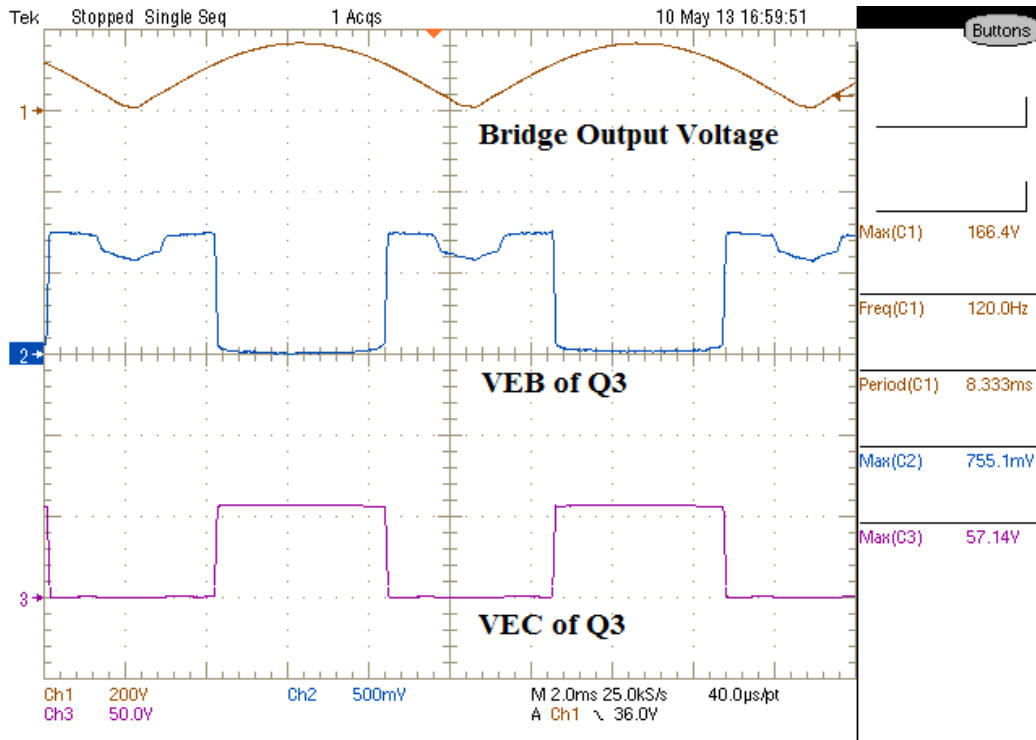 Tek Stopped Single Seq 1 Acqs 10 May 13 16:59:51
Buttons
1
Bridge Output Voltage
Max(C1) 166.4V
Freq(C1) 120.0Hz
2
VEB of Q3
Period(C1) 8.333ms
Max(C2) 755.1mV
Max(C3) 57.14V
3
VEC of Q3
Ch1 200V Ch2 500mV M 2.0ms 25.0kS/s 40.0µs/pt
Ch3 50.0V A Ch1 \ 36.0V